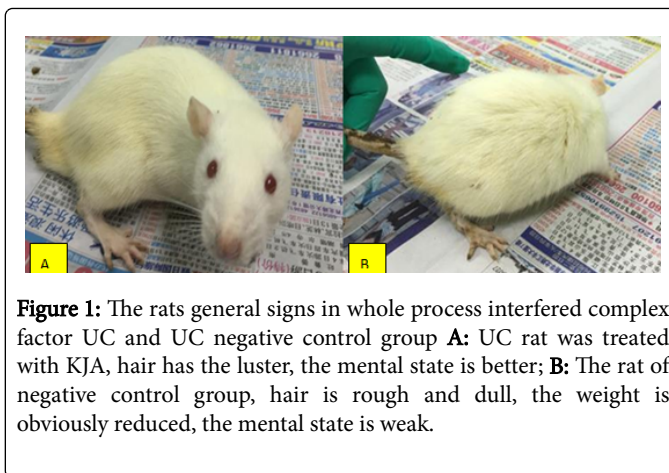 A
B
Figure 1: The rats general signs in whole process interfered complex
factor UC and UC negative control group A: UC rat was treated
with KJA, hair has the luster, the mental state is better; B: The rat of
negative control group, hair is rough and dull, the weight is
obviously reduced, the mental state is weak.